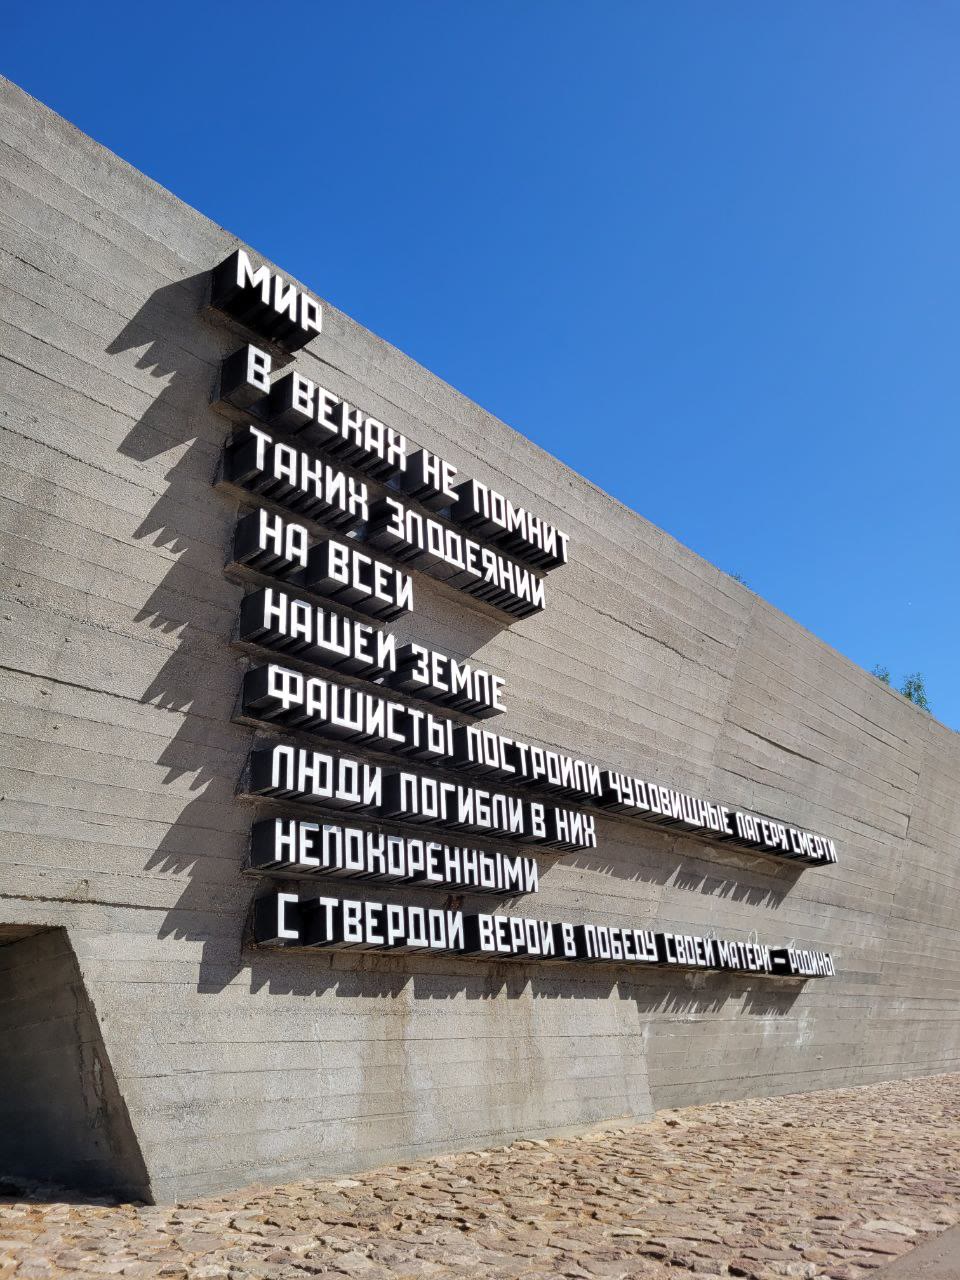 МИР
В ВЕКАХ НЕ ПОМНИТ
ТАКИХ ЗЛОДЕЯНИЙ
НА ВСЕЙ
НАШЕЙ ЗЕМЛЕ
ФАШИСТЫ ПОСТРОИЛИ ЧУДОВИЩНЫЕ ЛАГЕРЯ СМЕРТИ
ЛЮДИ ПОГИБЛИ В НИХ
НЕПОКОРЕННЫМИ
С ТВЕРДОЙ ВЕРОЙ В ПОБЕДУ СВОЕЙ МАТЕРИ — РОДИНЫ